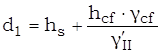 d₁ = hₛ + (h_cf · γ_cf) / γ′_II